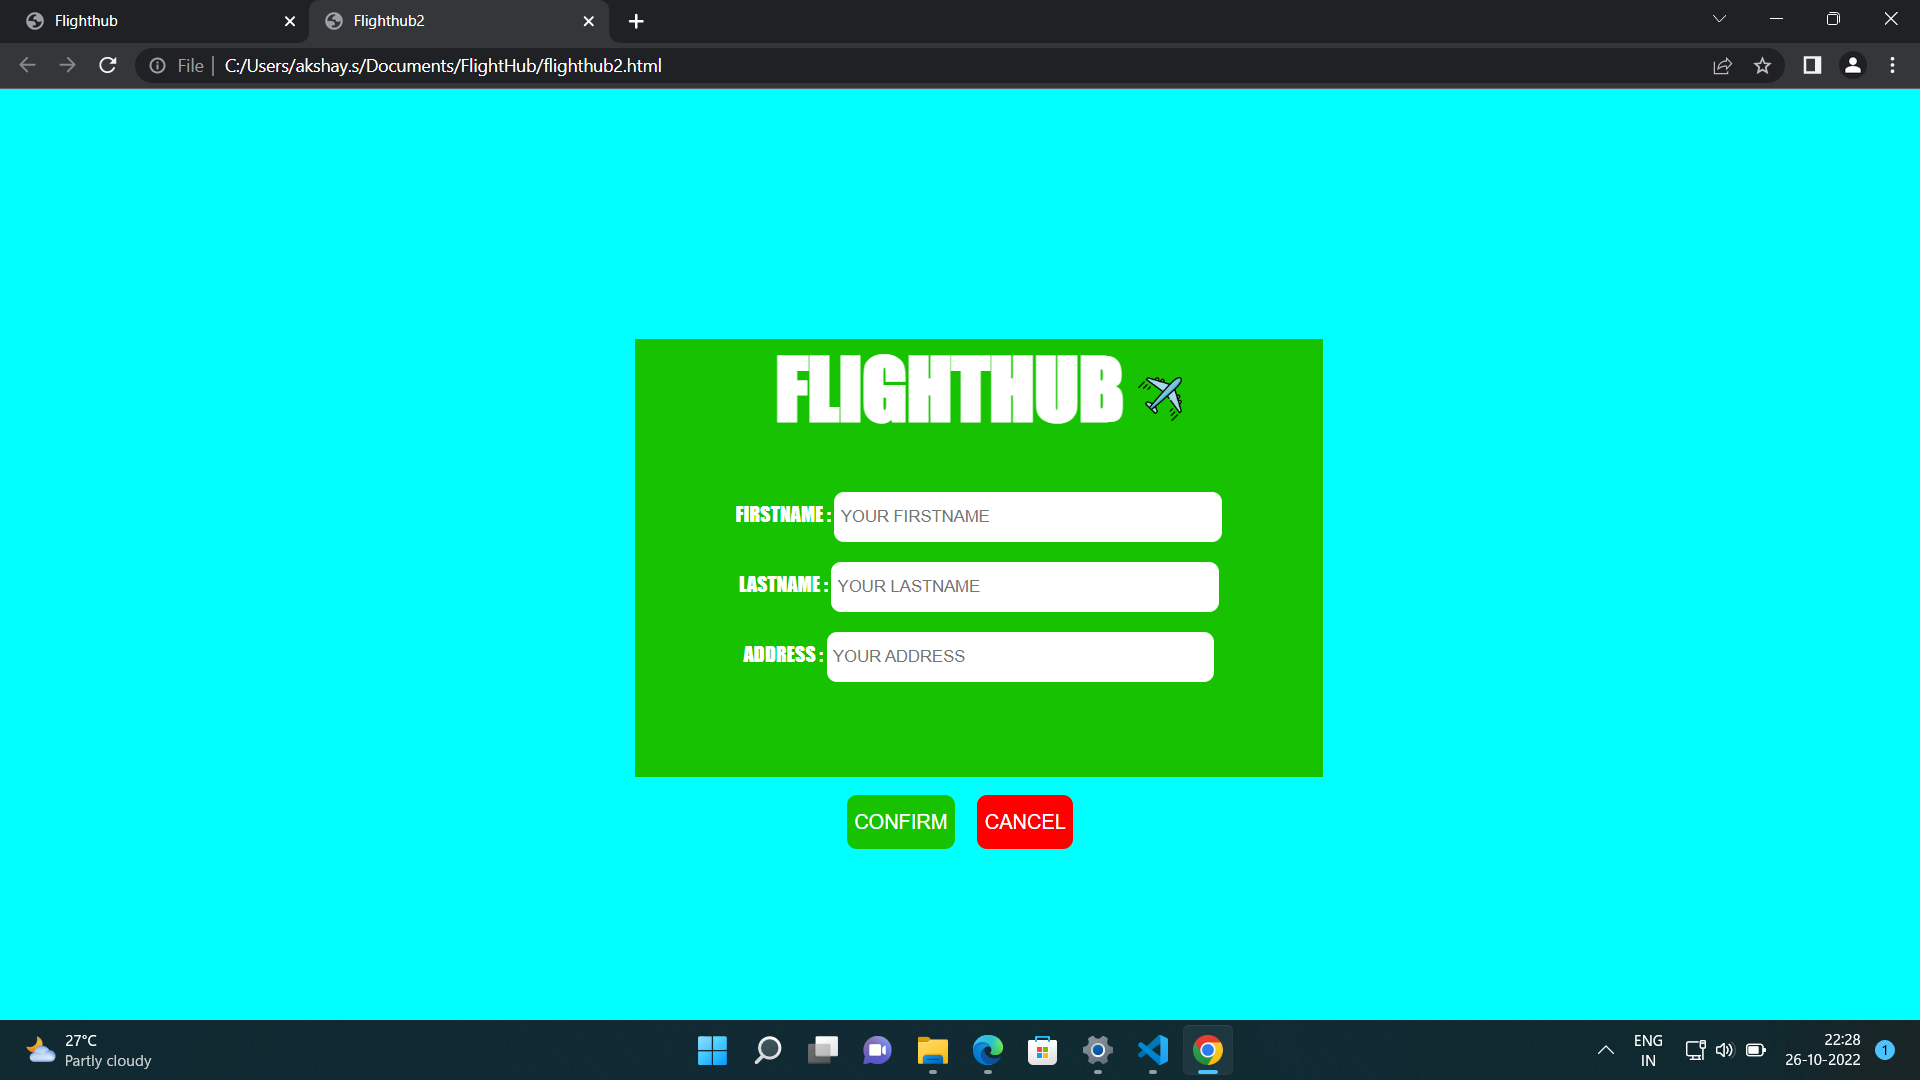 Flighthub
Flighthub2
File C:/Users/akshay.s/Documents/FlightHub/flighthub2.html
FLIGHTHUB
FIRSTNAME : YOUR FIRSTNAME
LASTNAME : YOUR LASTNAME
ADDRESS : YOUR ADDRESS
CONFIRM CANCEL
27°C
Partly cloudy
ENG
IN
22:28
26-10-2022
1